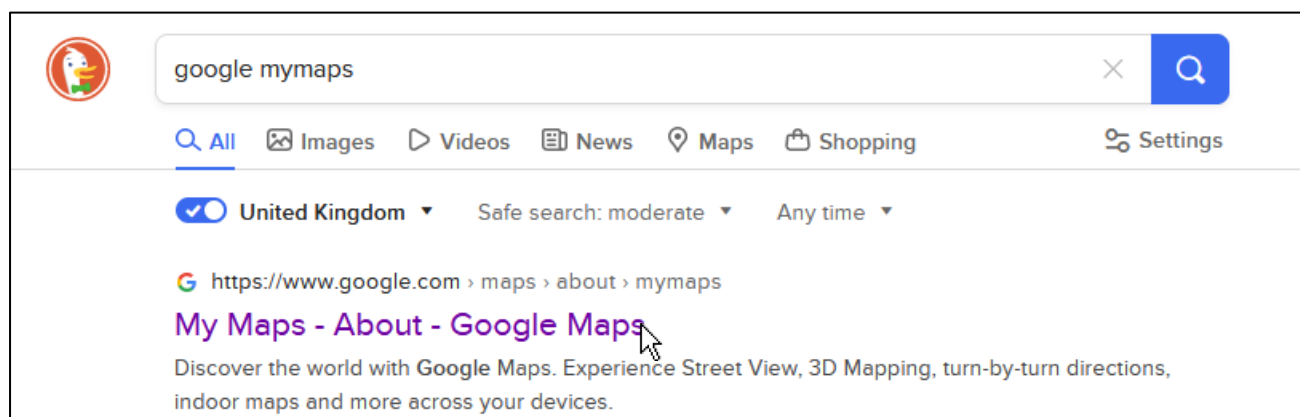 google mymaps
All Images Videos News Maps Shopping Settings
United Kingdom Safe search: moderate Any time
https://www.google.com › maps › about › mymaps
My Maps - About - Google Maps
Discover the world with Google Maps. Experience Street View, 3D Mapping, turn-by-turn directions,
indoor maps and more across your devices.